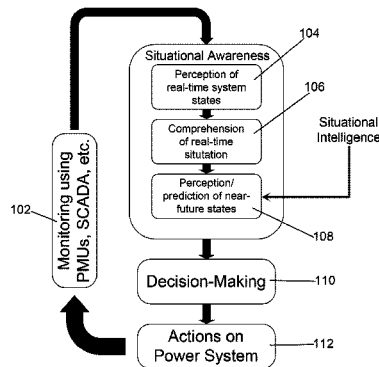 Situational Awareness
104
Perception of
real-time system
states
106
Comprehension
of real-time
situtation
Situational
Intelligence
Perception/
prediction of near-
future states
108
102
Monitoring using
PMUs, SCADA, etc.
Decision-Making
110
Actions on
Power System
112